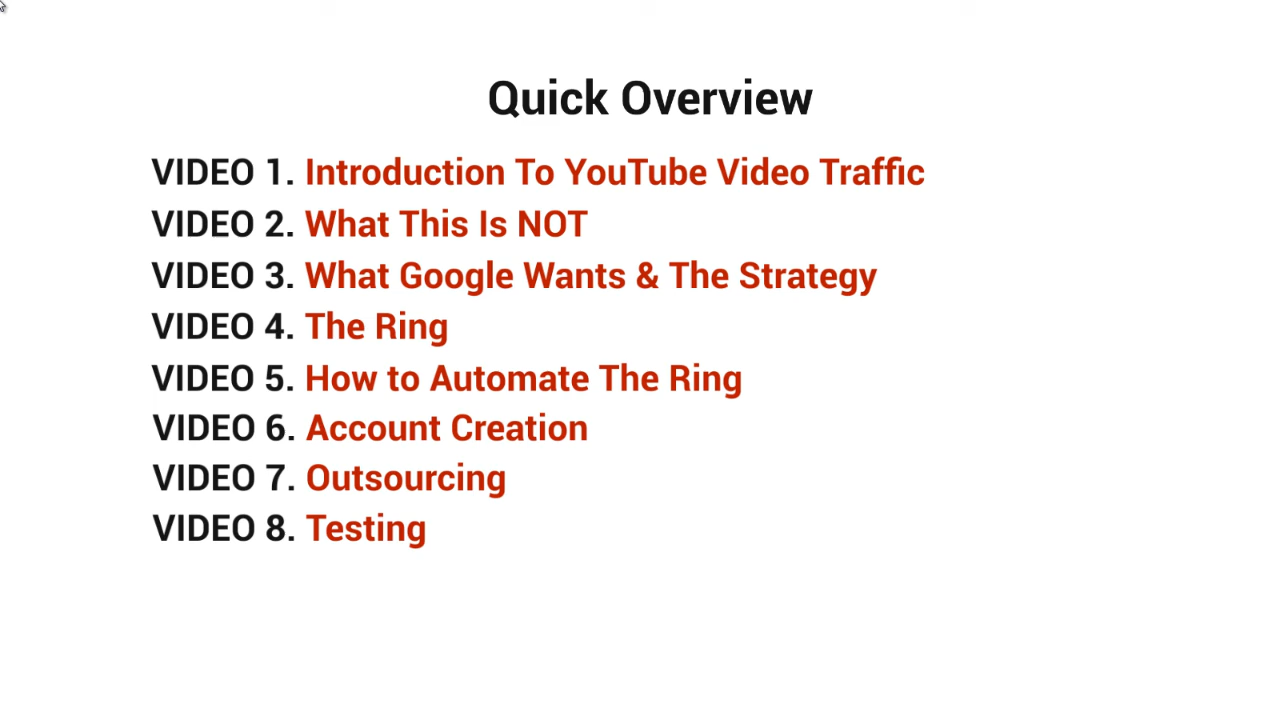 Quick Overview
VIDEO 1. Introduction To YouTube Video Traffic
VIDEO 2. What This Is NOT
VIDEO 3. What Google Wants & The Strategy
VIDEO 4. The Ring
VIDEO 5. How to Automate The Ring
VIDEO 6. Account Creation
VIDEO 7. Outsourcing
VIDEO 8. Testing